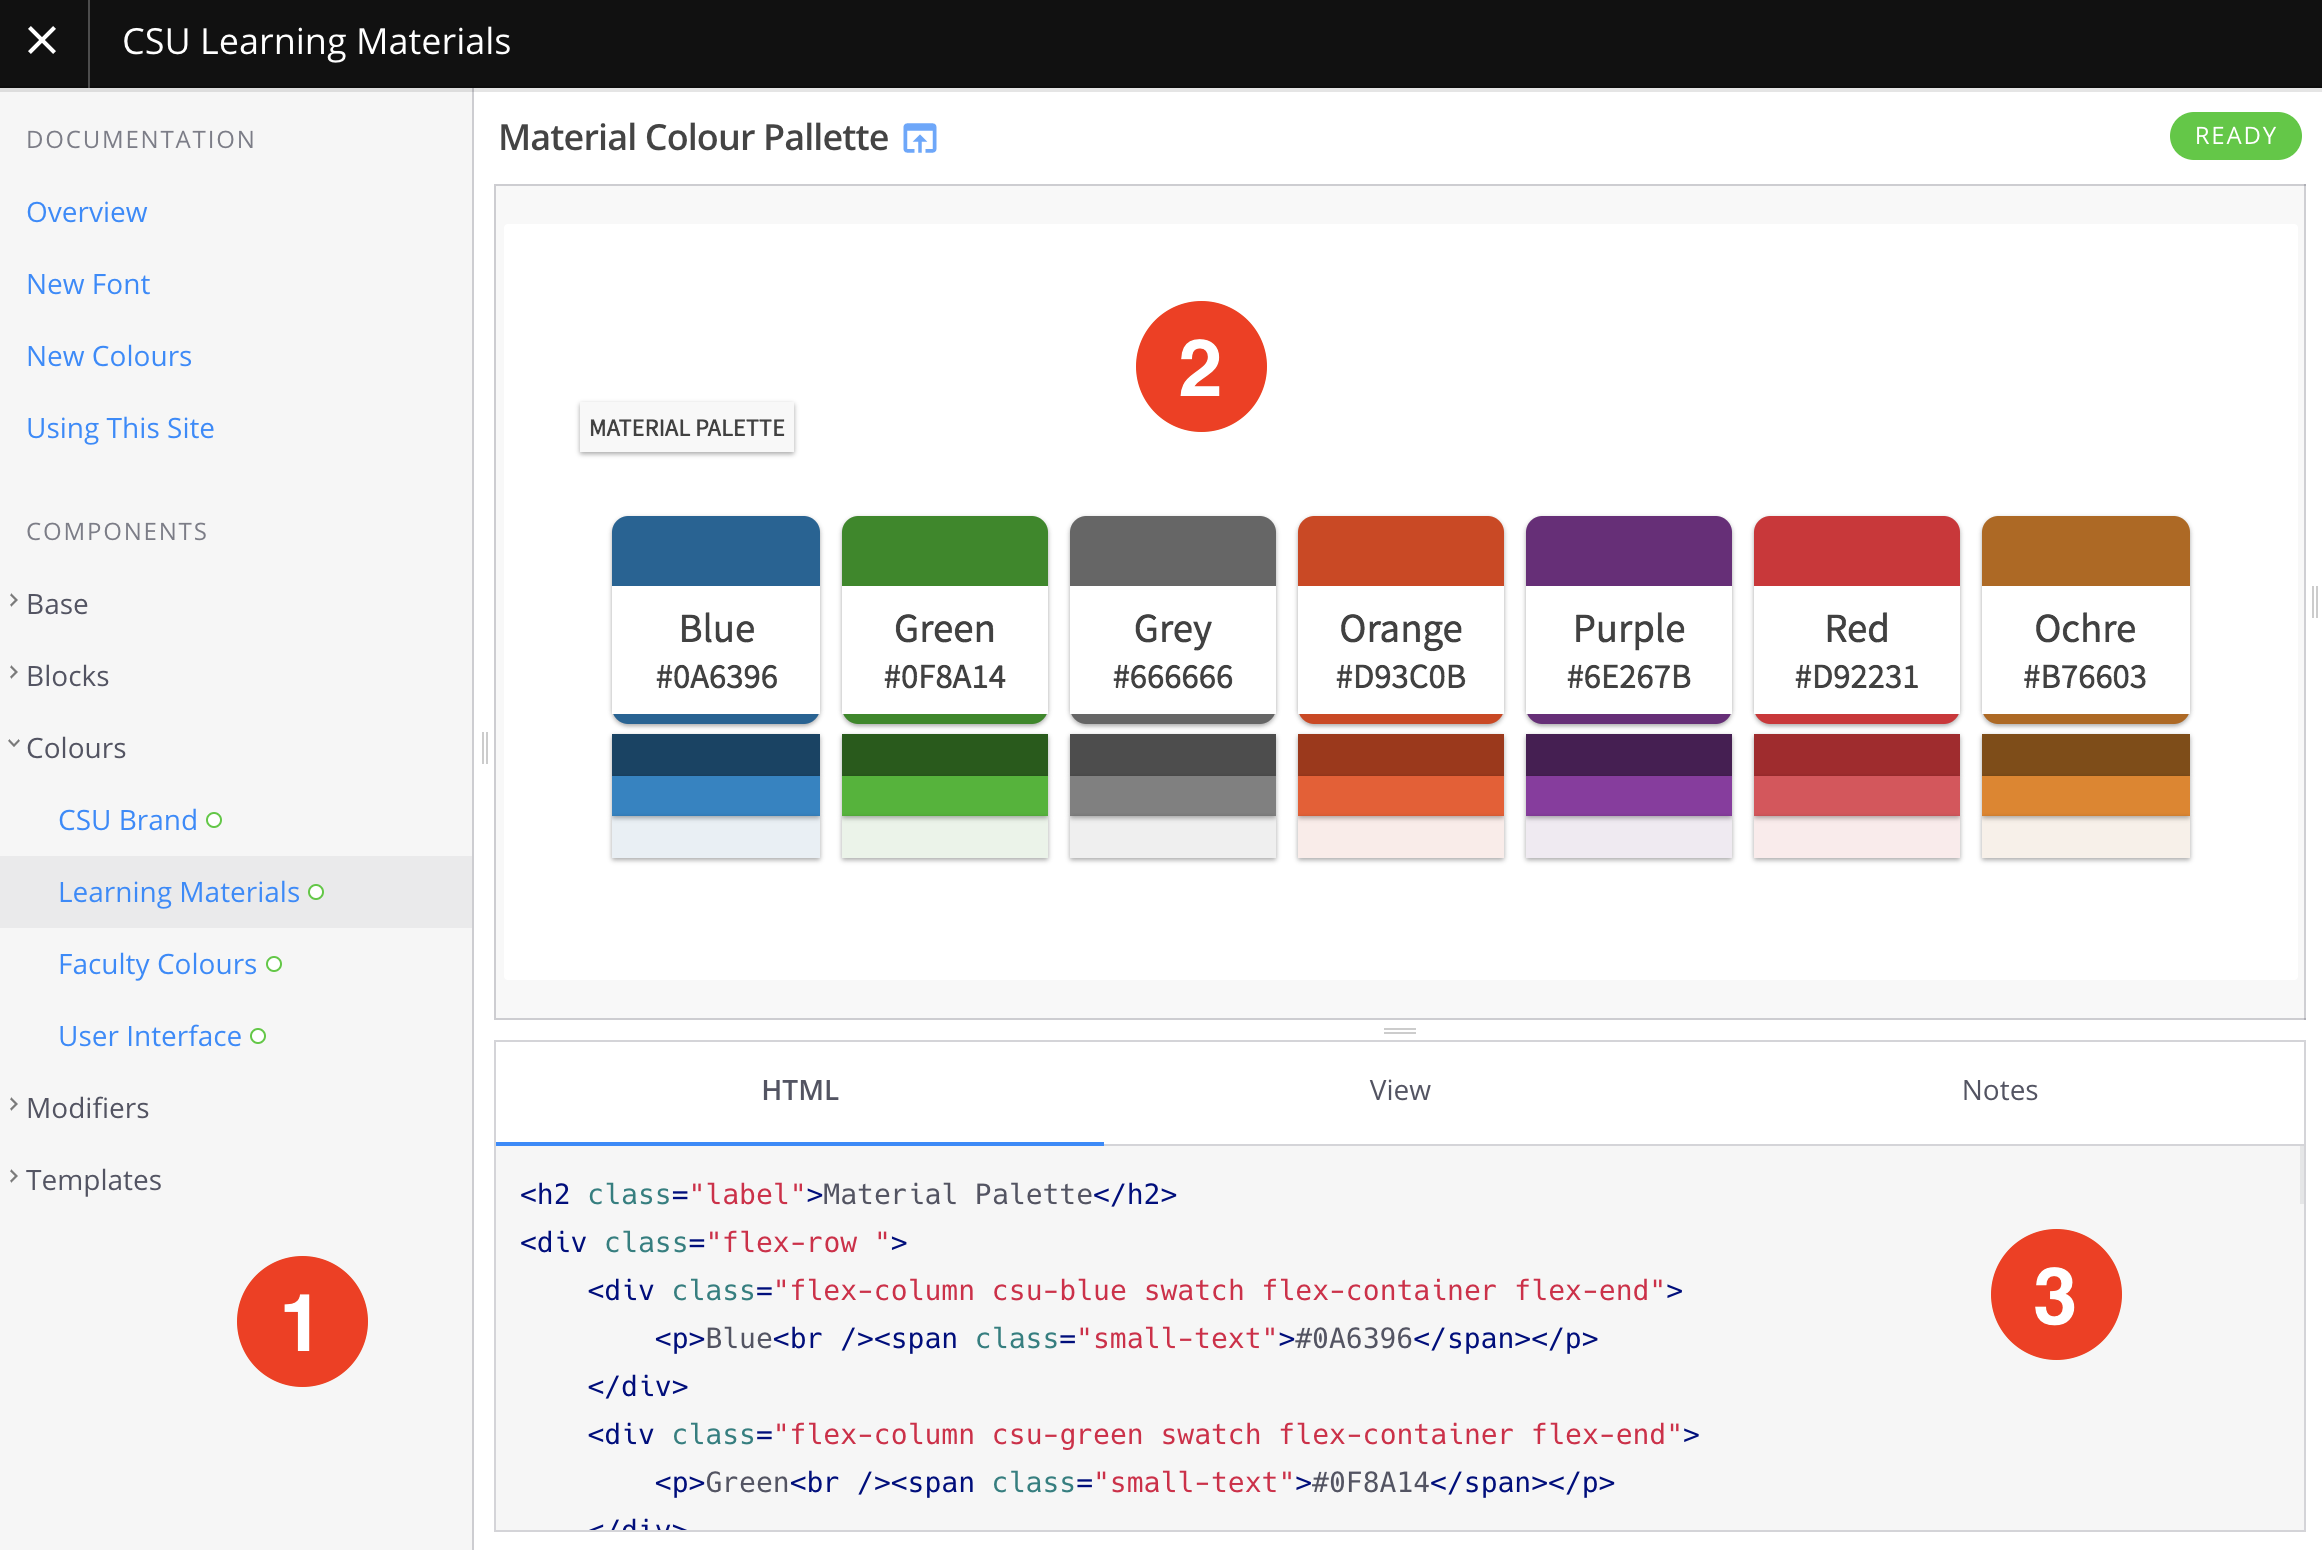 CSU Learning Materials
DOCUMENTATION
Overview
New Font
New Colours
Using This Site
COMPONENTS
Base
Blocks
Colours
CSU Brand
Learning Materials
Faculty Colours
User Interface
Modifiers
Templates
1
Material Colour Pallette
READY
2
MATERIAL PALETTE
Blue
#0A6396
Green
#0F8A14
Grey
#666666
Orange
#D93C0B
Purple
#6E267B
Red
#D92231
Ochre
#B76603
HTML
View
Notes
<h2 class="label">Material Palette</h2>
<div class="flex-row ">
<div class="flex-column csu-blue swatch flex-container flex-end">
<p>Blue<br /><span class="small-text">#0A6396</span></p>
</div>
<div class="flex-column csu-green swatch flex-container flex-end">
<p>Green<br /><span class="small-text">#0F8A14</span></p>
</div>
3